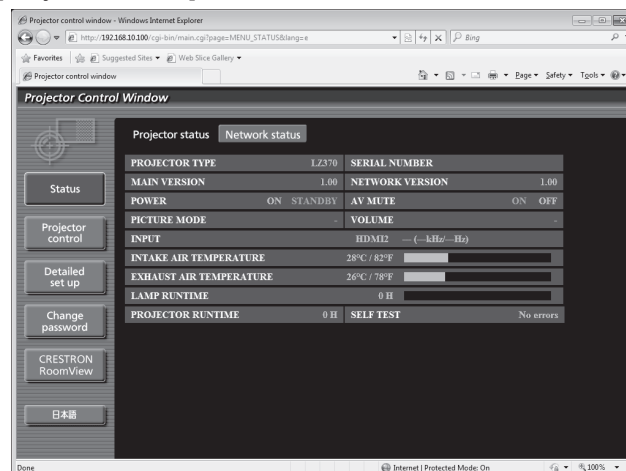 Projector control window - Windows Internet Explorer
http://192.168.10.100/cgi-bin/main.cgi?page=MENU_STATUS&lang=e
Bing
Favorites Suggested Sites Web Slice Gallery
Projector control window
Page Safety Tools
Projector Control Window
Projector status Network status
PROJECTOR TYPE LZ370 SERIAL NUMBER
MAIN VERSION 1.00 NETWORK VERSION 1.00
POWER ON STANDBY AV MUTE ON OFF
PICTURE MODE - VOLUME -
INPUT HDMI2 --- (---kHz/---Hz)
INTAKE AIR TEMPERATURE 28°C / 82°F
EXHAUST AIR TEMPERATURE 26°C / 78°F
LAMP RUNTIME 0 H
PROJECTOR RUNTIME 0 H SELF TEST No errors
Status
Projector
control
Detailed
set up
Change
password
CRESTRON
RoomView
日本語
Done Internet | Protected Mode: On 100%